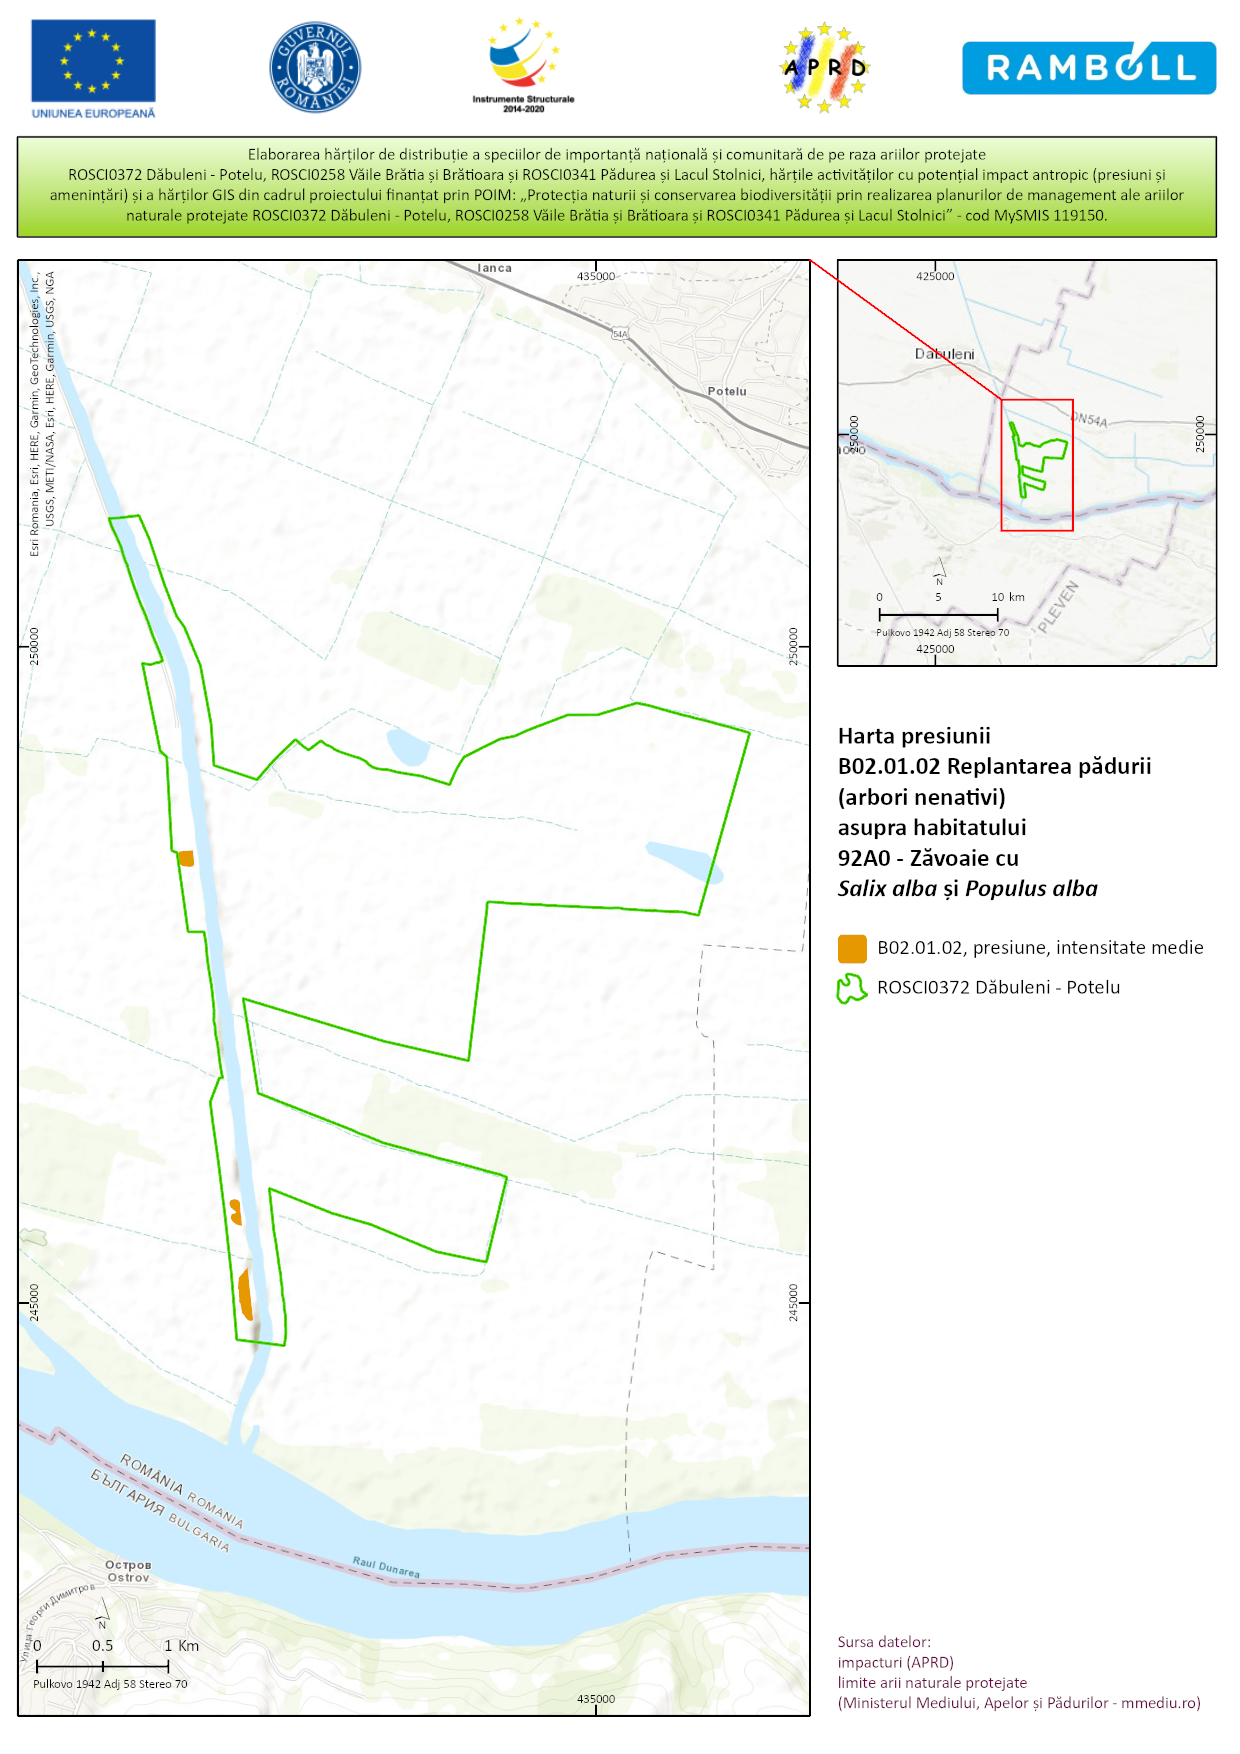 UNIUNEA EUROPEANĂ
GUVERNUL ROMÂNIEI
Instrumente Structurale
2014-2020
APRD
RAMBOLL
Elaborarea hărților de distribuție a speciilor de importanță națională și comunitară de pe raza ariilor protejate
ROSCI0372 Dăbuleni - Potelu, ROSCI0258 Văile Brătia și Brătioara și ROSCI0341 Pădurea și Lacul Stolnici, hărțile activităților cu potențial impact antropic (presiuni și
amenințări) și a hărților GIS din cadrul proiectului finanțat prin POIM: „Protecția naturii si conservarea biodiversității prin realizarea planurilor de management ale ariilor
naturale protejate ROSCI0372 Dăbuleni - Potelu, ROSCI0258 Văile Brătia și Brătioara și ROSCI0341 Pădurea și Lacul Stolnici” - cod MySMIS 119150.
Esri Romania, Esri, HERE, Garmin, GeoTechnologies, Inc.,
USGS, METI/NASA, Esri, HERE, Garmin, USGS, NGA
Ianca
435000
54A
Potelu
250000
250000
245000
245000
ROMÂNIA ROMANIA
БЪЛГАРИЯ BULGARIA
Raul Dunarea
Остров
Ostrov
Улица Георги Димитров
N
0 0.5 1 Km
Pulkovo 1942 Adj 58 Stereo 70
435000
425000
Dabuleni
DN54A
250000
250000
N
0 5 10 km
Pulkovo 1942 Adj 58 Stereo 70
PLEVEN
425000
Harta presiunii
B02.01.02 Replantarea pădurii
(arbori nenativi)
asupra habitatului
92A0 - Zăvoaie cu
Salix alba și Populus alba
B02.01.02, presiune, intensitate medie
ROSCI0372 Dăbuleni - Potelu
Sursa datelor:
impacturi (APRD)
limite arii naturale protejate
(Ministerul Mediului, Apelor și Pădurilor - mmediu.ro)